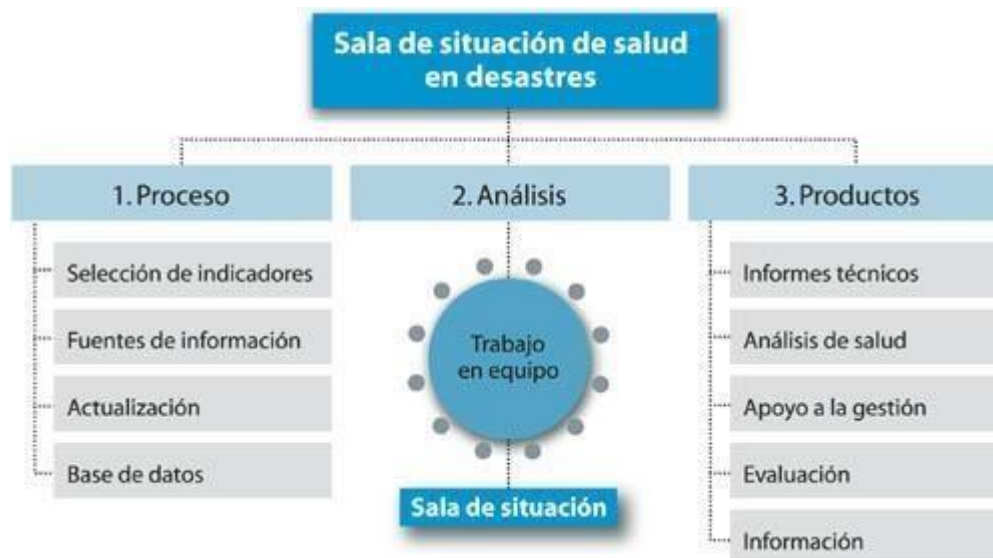 Sala de situación de salud
en desastres
1. Proceso
Selección de indicadores
Fuentes de información
Actualización
Base de datos
2. Análisis
Trabajo
en equipo
Sala de situación
3. Productos
Informes técnicos
Análisis de salud
Apoyo a la gestión
Evaluación
Información